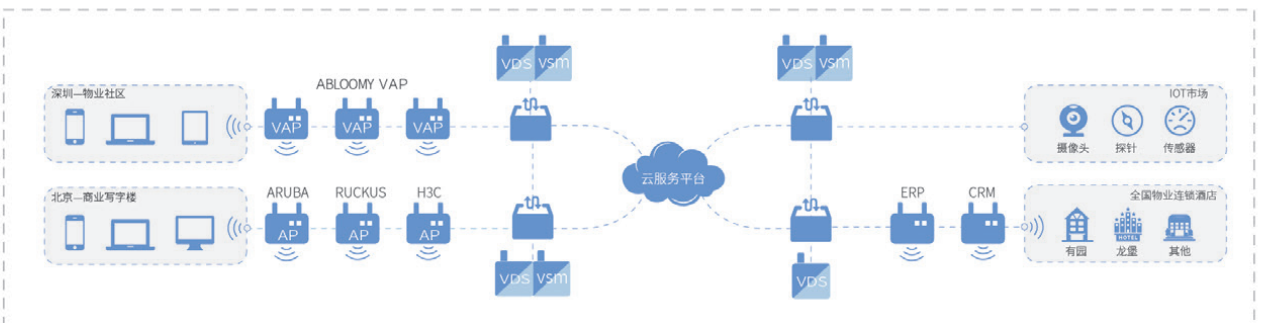 VDS vsm
VDS vsm
深圳—物业社区
ABLOOMY VAP
IOT市场
VAP
VAP
VAP
摄像头
探针
传感器
云服务平台
北京—商业写字楼
ARUBA
RUCKUS
H3C
ERP
CRM
全国物业连锁酒店
AP
AP
AP
HOTEL
有园
龙堡
其他
VDS vsm
VDS